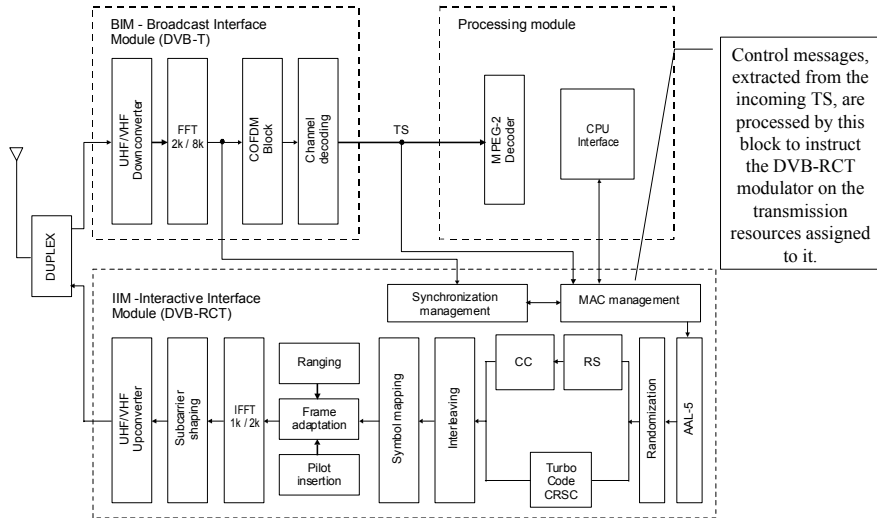 BIM - Broadcast Interface
Module (DVB-T)
Processing module
UHF/VHF
Downconverter
FFT
2k / 8k
COFDM
Block
Channel
decoding
TS
MPEG-2
Decoder
CPU
Interface
Control messages,
extracted from the
incoming TS, are
processed by this
block to instruct
the DVB-RCT
modulator on the
transmission
resources assigned
to it.
DUPLEX
IIM -Interactive Interface
Module (DVB-RCT)
Synchronization
management
MAC management
UHF/VHF
Upconverter
Subcarrier
shaping
IFFT
1k / 2k
Ranging
Frame
adaptation
Pilot
insertion
Symbol mapping
Interleaving
CC
RS
Turbo
Code
CRSC
Randomization
AAL-5